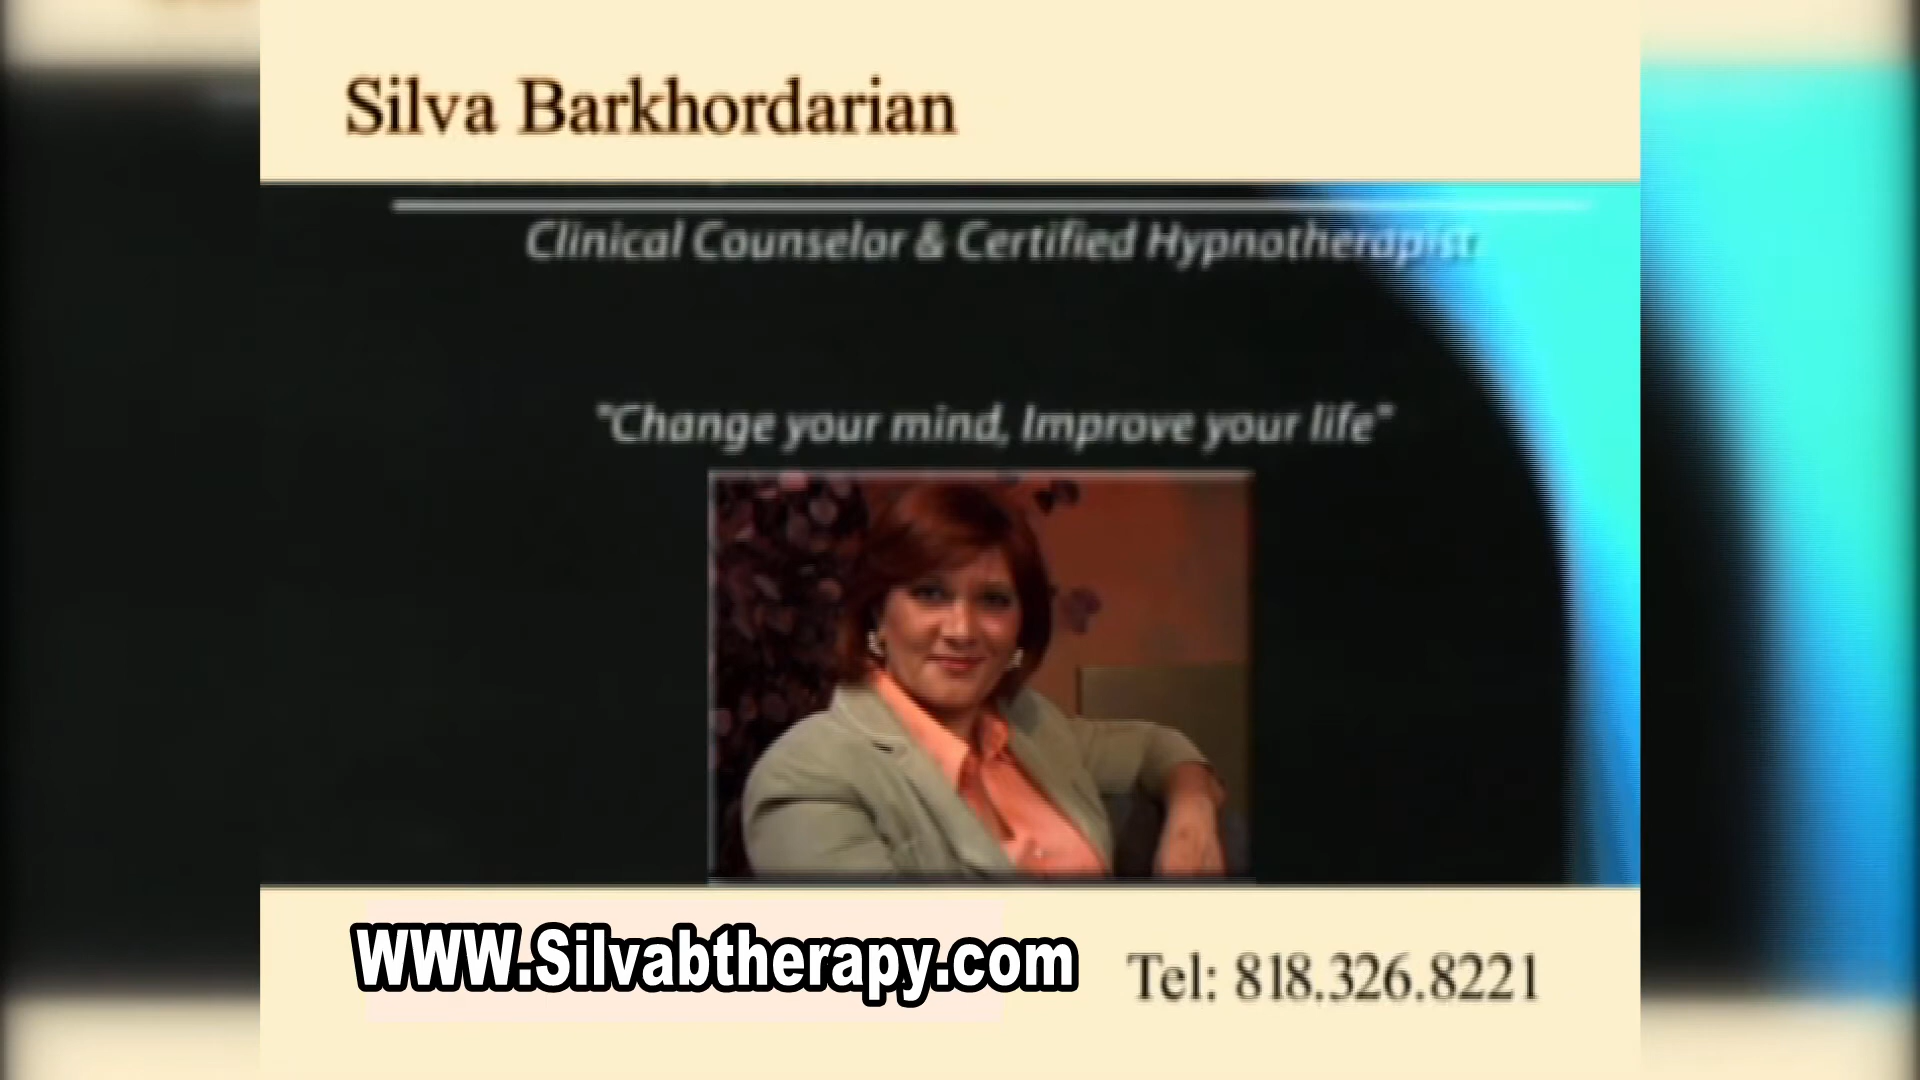 Silva Barkhordarian
Clinical Counselor & Certified Hypnotherapist
"Change your mind, Improve your life"
WWW.Silvabtherapy.com
Tel: 818.326.8221